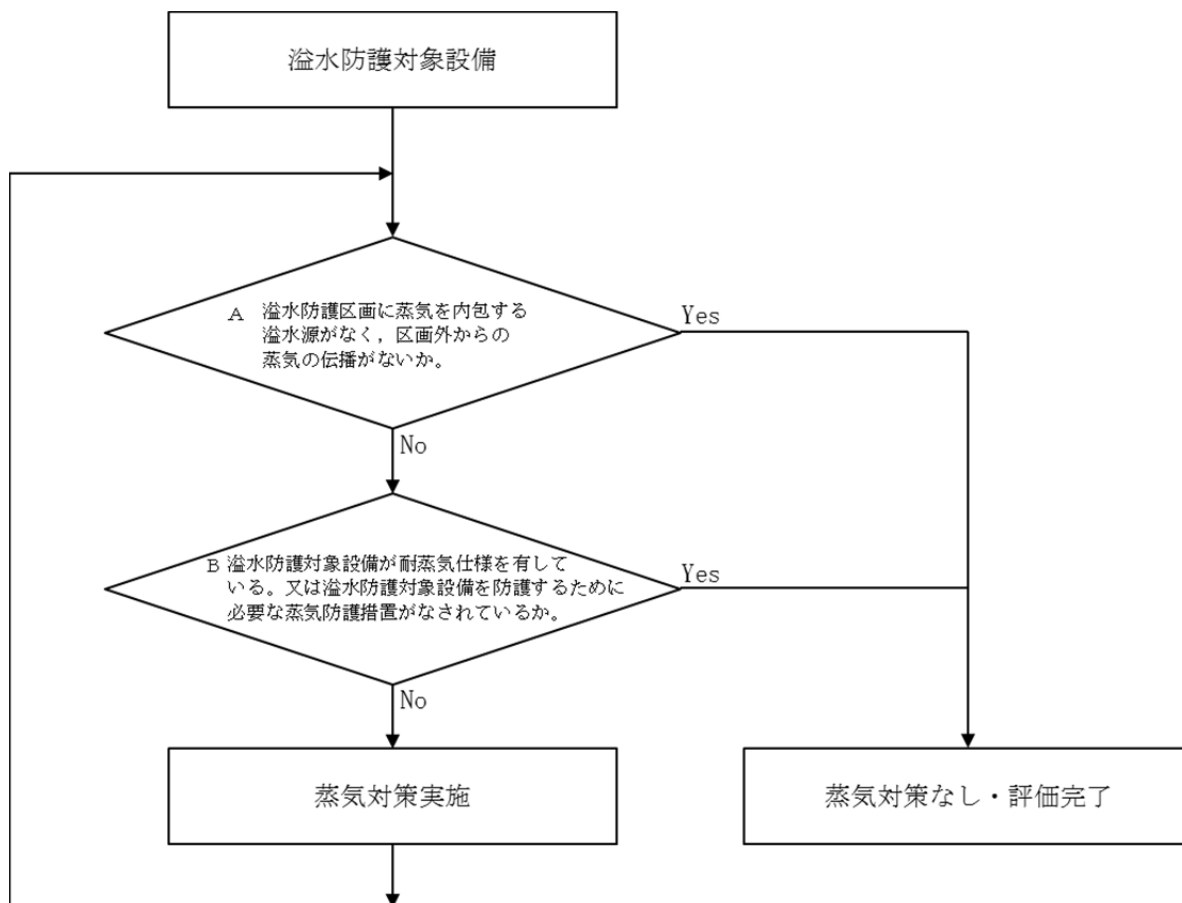 溢水防護対象設備
A 溢水防護区画に蒸気を内包する
溢水源がなく，区画外からの
蒸気の伝播がないか。
Yes
No
B 溢水防護対象設備が耐蒸気仕様を有して
いる。又は溢水防護対象設備を防護するために
必要な蒸気防護措置がなされているか。
Yes
No
蒸気対策実施
蒸気対策なし・評価完了